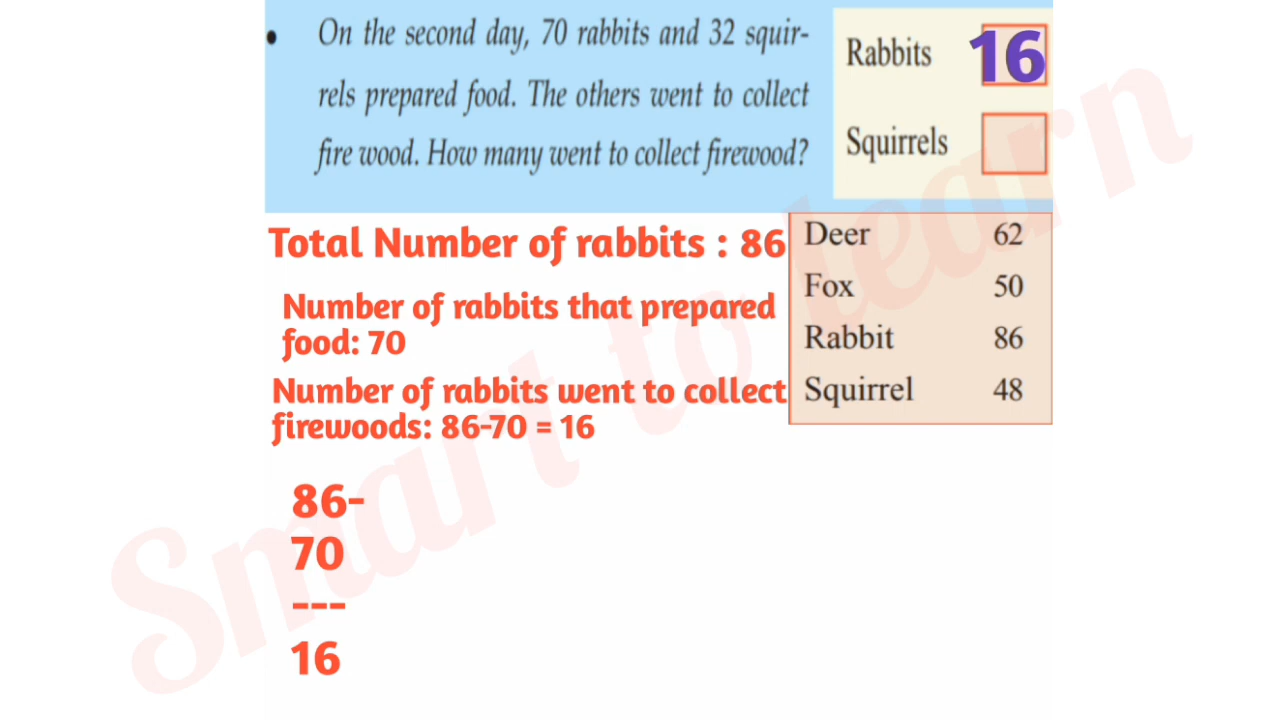 • On the second day, 70 rabbits and 32 squir-
rels prepared food. The others went to collect
fire wood. How many went to collect firewood?
Rabbits 16
Squirrels
Total Number of rabbits : 86
Number of rabbits that prepared
food: 70
Number of rabbits went to collect
firewoods: 86-70 = 16
86-
70
---
16
Deer 62
Fox 50
Rabbit 86
Squirrel 48
Smart to learn